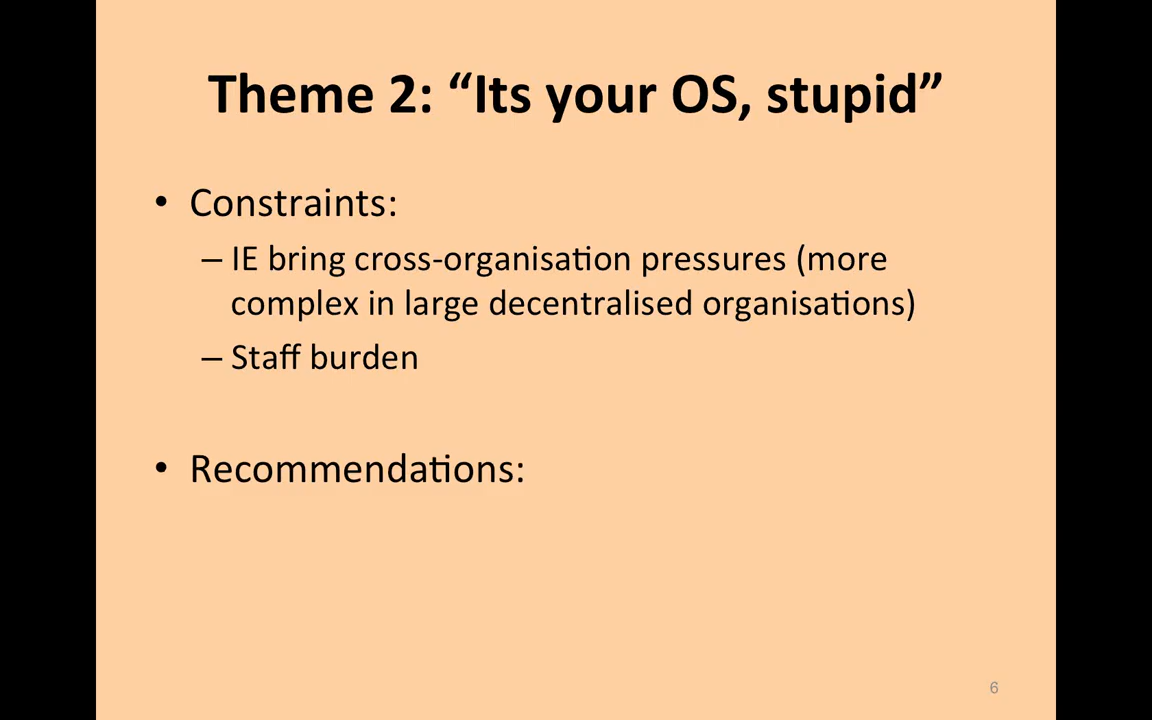 Theme 2: “Its your OS, stupid”
• Constraints:
– IE bring cross-organisation pressures (more
complex in large decentralised organisations)
– Staff burden
• Recommendations:
6